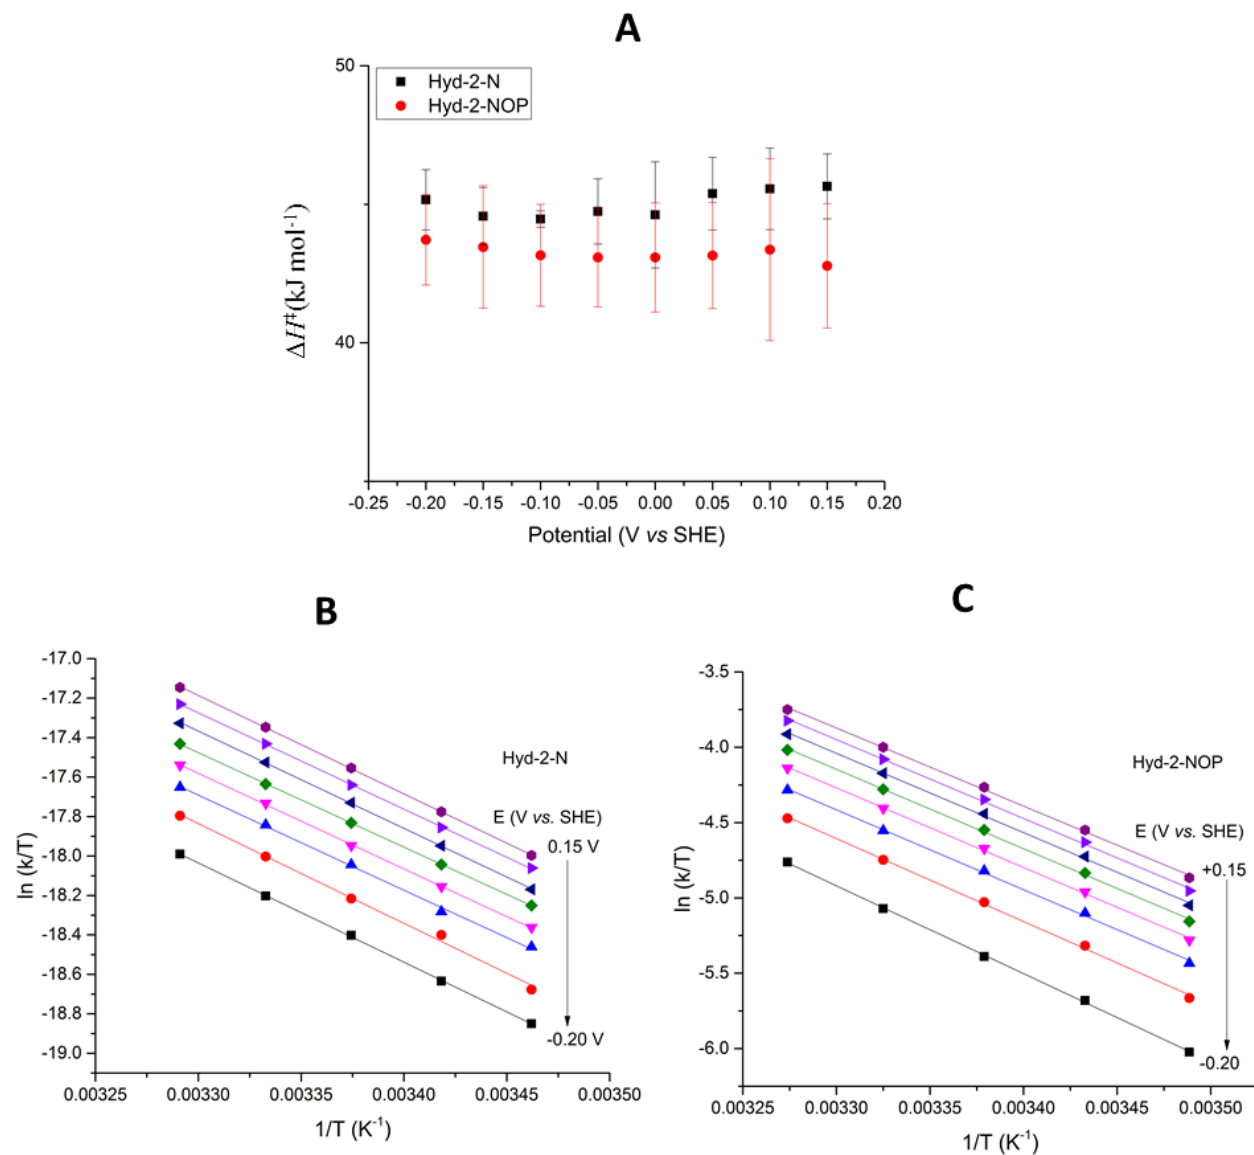 A
50
Hyd-2-N
Hyd-2-NOP
ΔH‡(kJ mol-1)
40
-0.25 -0.20 -0.15 -0.10 -0.05 0.00 0.05 0.10 0.15 0.20
Potential (V vs SHE)
B
-17.0
-17.2
-17.4
-17.6
-17.8
-18.0
-18.2
-18.4
-18.6
-18.8
-19.0
ln (k/T)
Hyd-2-N
E (V vs. SHE)
0.15 V
-0.20 V
0.00325 0.00330 0.00335 0.00340 0.00345 0.00350
1/T (K-1)
C
-3.5
-4.0
-4.5
-5.0
-5.5
-6.0
ln (k/T)
Hyd-2-NOP
E (V vs. SHE)
+0.15
-0.20
0.00325 0.00330 0.00335 0.00340 0.00345 0.00350
1/T (K-1)